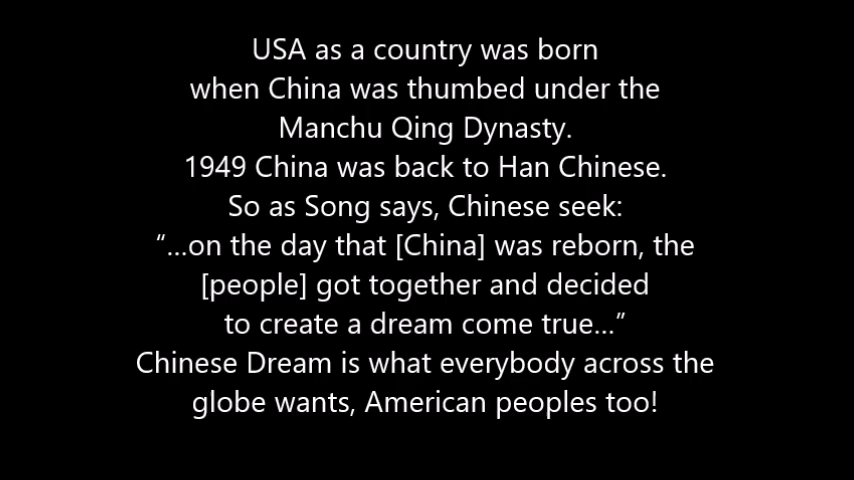 USA as a country was born
when China was thumbed under the
Manchu Qing Dynasty.
1949 China was back to Han Chinese.
So as Song says, Chinese seek:
“...on the day that [China] was reborn, the
[people] got together and decided
to create a dream come true...”
Chinese Dream is what everybody across the
globe wants, American peoples too!